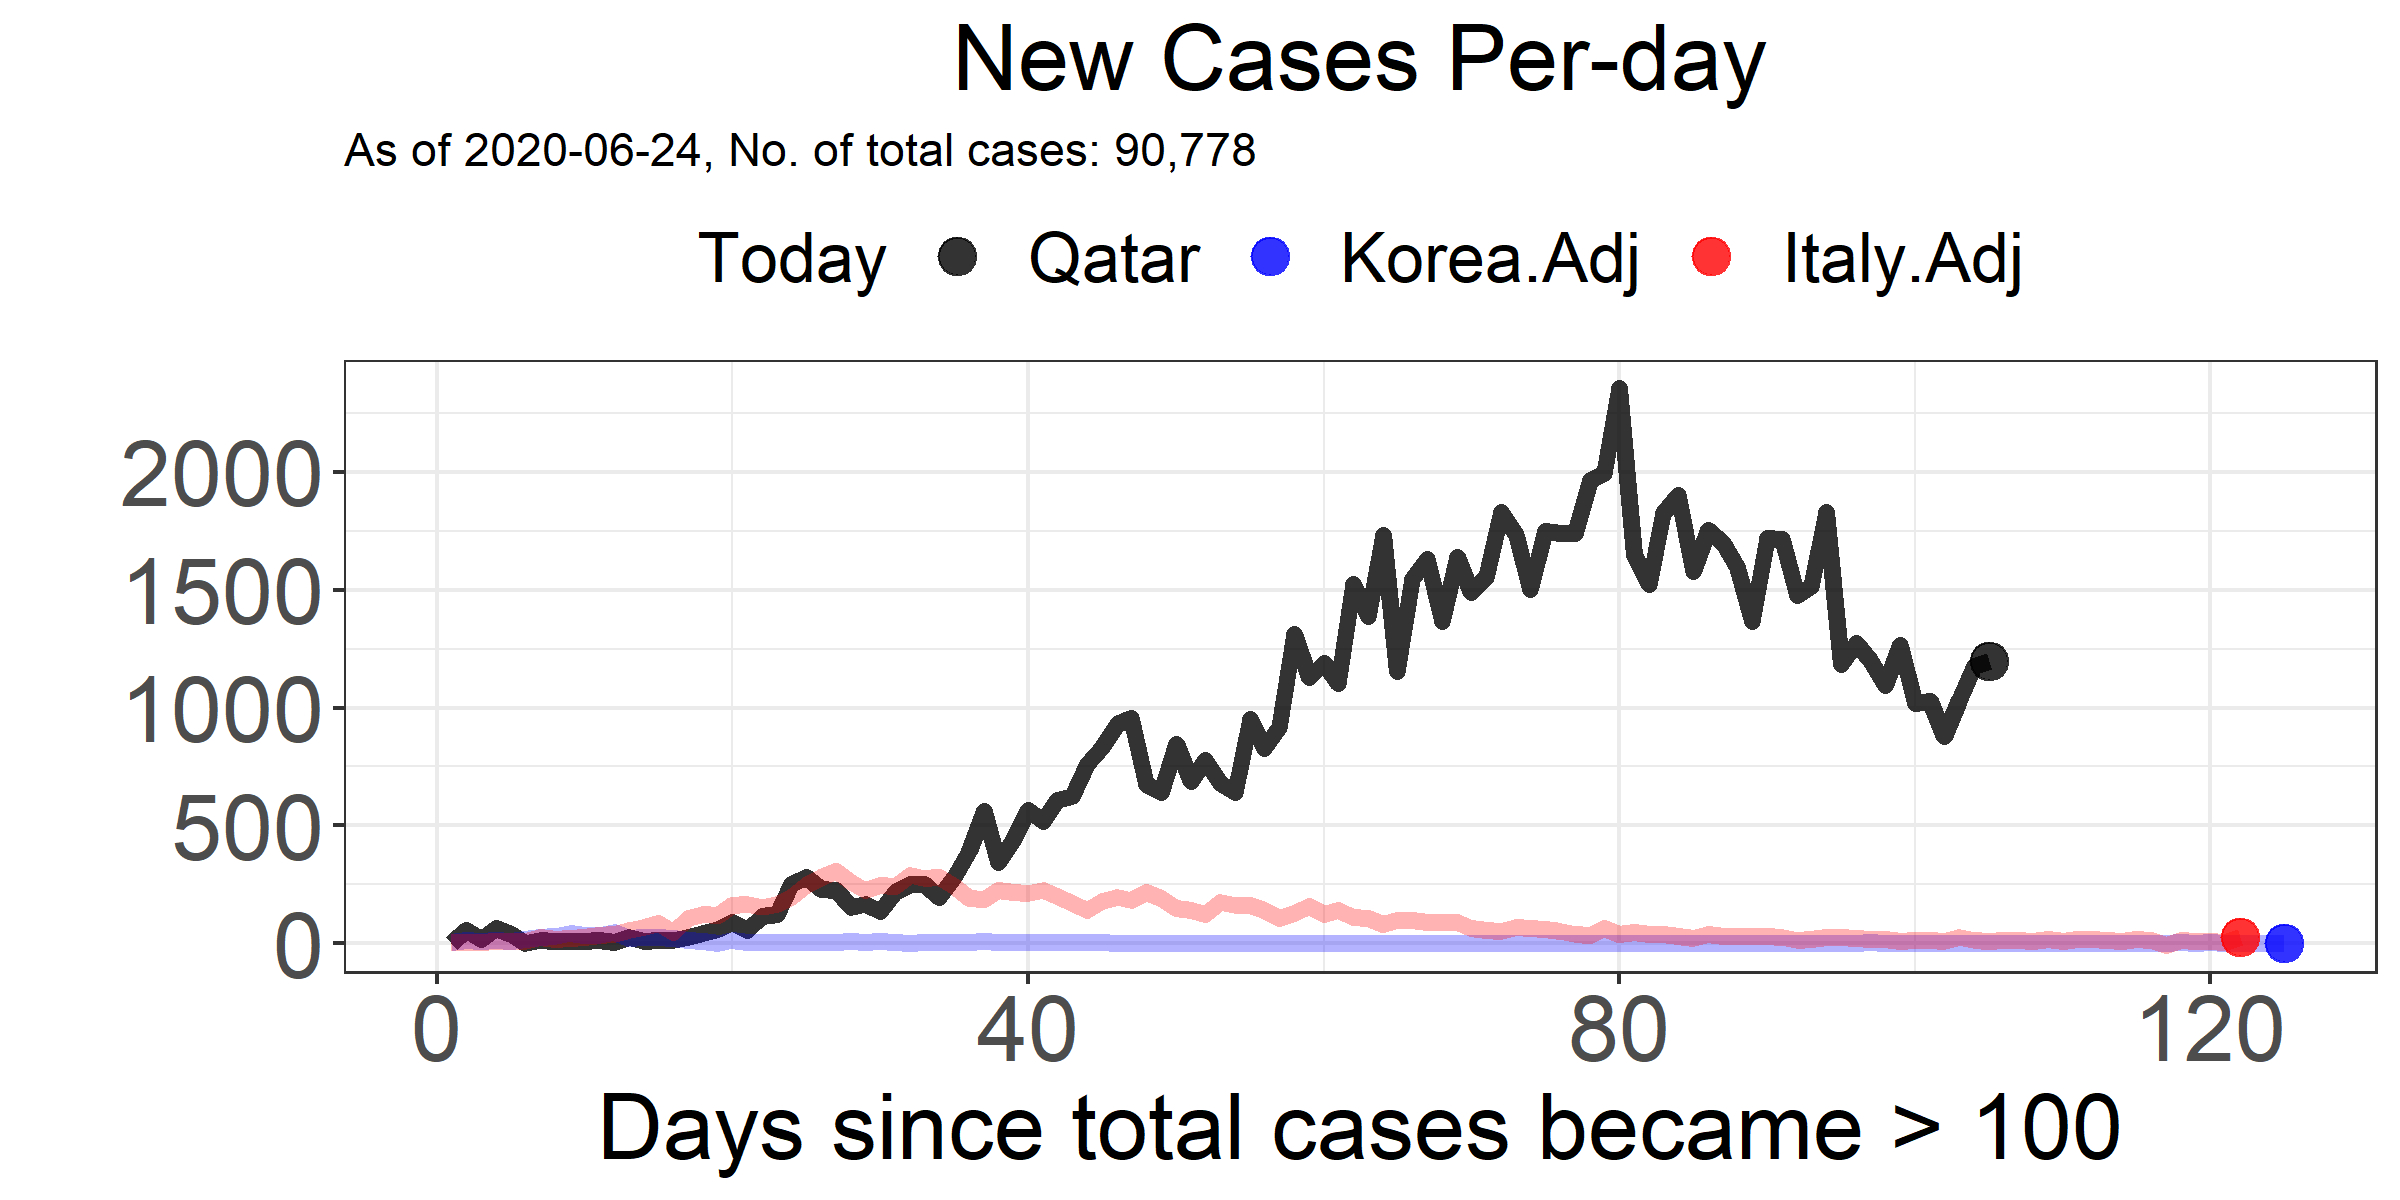 New Cases Per-day
As of 2020-06-24, No. of total cases: 90,778
Today Qatar Korea.Adj Italy.Adj
2000
1500
1000
500
0
0 40 80 120
Days since total cases became > 100